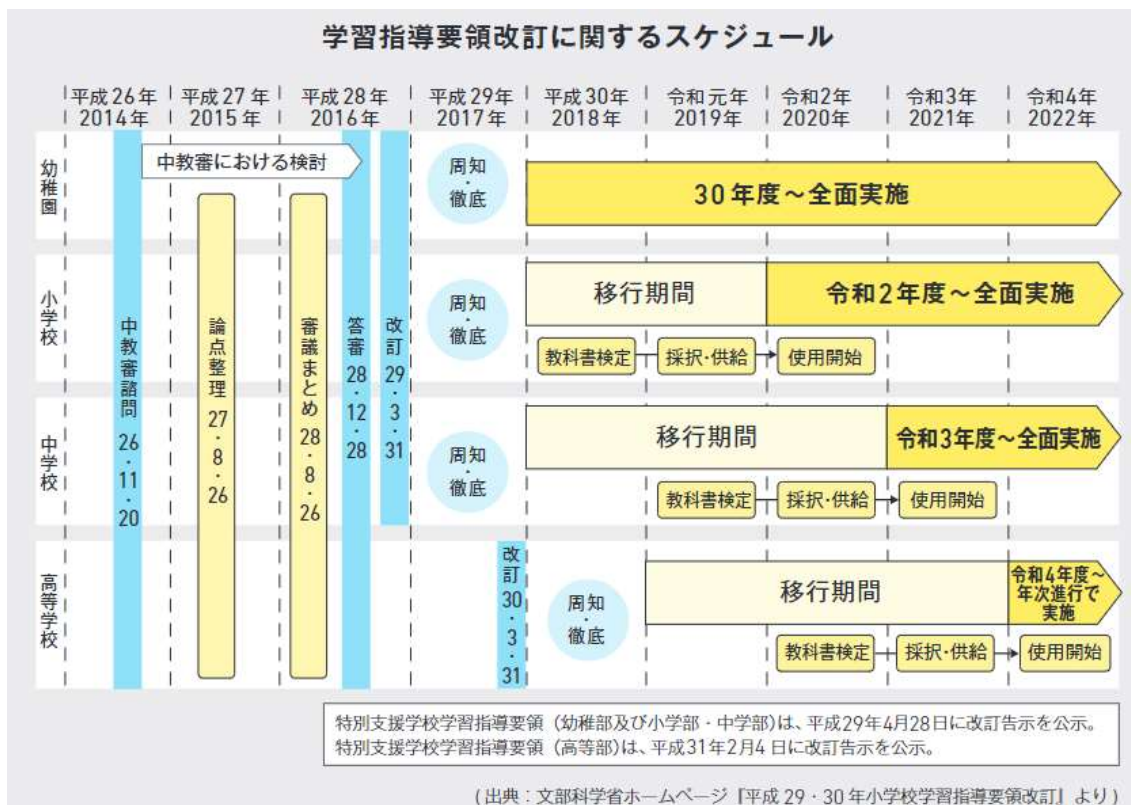 学習指導要領改訂に関するスケジュール
平成26年
2014年
平成27年
2015年
平成28年
2016年
平成29年
2017年
平成30年
2018年
令和元年
2019年
令和2年
2020年
令和3年
2021年
令和4年
2022年
幼稚園
中教審における検討
周知・徹底
30年度～全面実施
小学校
周知・徹底
移行期間
令和2年度～全面実施
教科書検定
採択・供給
使用開始
中教審諮問 26・11・20
論点整理 27・8・26
審議まとめ 28・8・26
答審 28・12・28
改訂 29・3・31
中学校
周知・徹底
移行期間
令和3年度～全面実施
教科書検定
採択・供給
使用開始
高等学校
改訂 30・3・31
周知・徹底
移行期間
令和4年度～
年次進行で
実施
教科書検定
採択・供給
使用開始
特別支援学校学習指導要領（幼稚部及び小学部・中学部）は、平成29年4月28日に改訂告示を公示。
特別支援学校学習指導要領（高等部）は、平成31年2月4日に改訂告示を公示。
（出典：文部科学省ホームページ『平成29・30年小学校学習指導要領改訂』より）